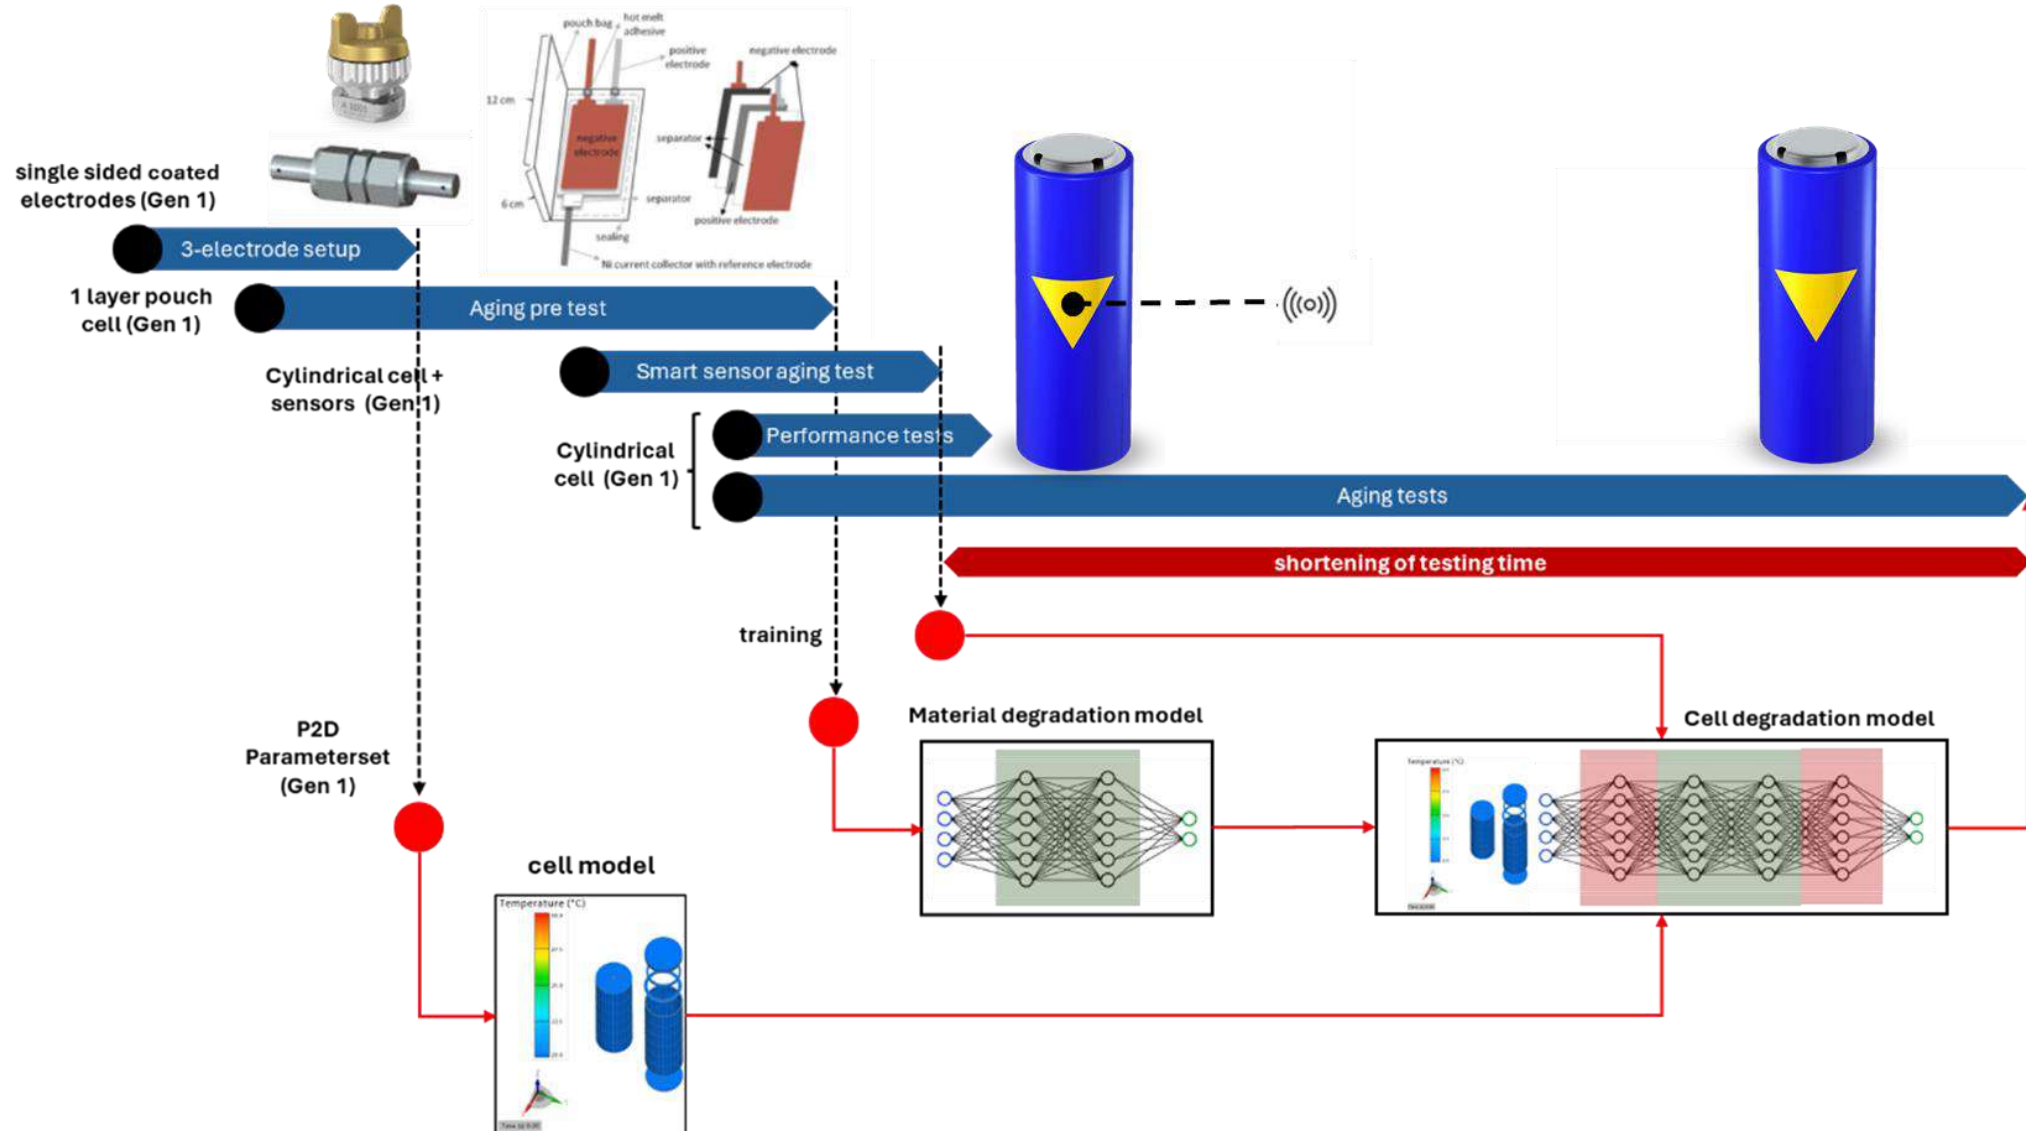 pouch bag
hot melt
adhesive
positive
electrode
negative electrode
12 cm
negative
electrode
separator
6 cm
separator
positive electrode
sealing
Ni current collector with reference electrode
single sided coated
electrodes (Gen 1)
3-electrode setup
1 layer pouch
cell (Gen 1)
Aging pre test
Cylindrical cell +
sensors (Gen 1)
Smart sensor aging test
Cylindrical
cell (Gen 1)
Performance tests
Aging tests
shortening of testing time
training
P2D
Parameterset
(Gen 1)
Material degradation model
Cell degradation model
Temperature (°C)
cell model
Temperature (°C)